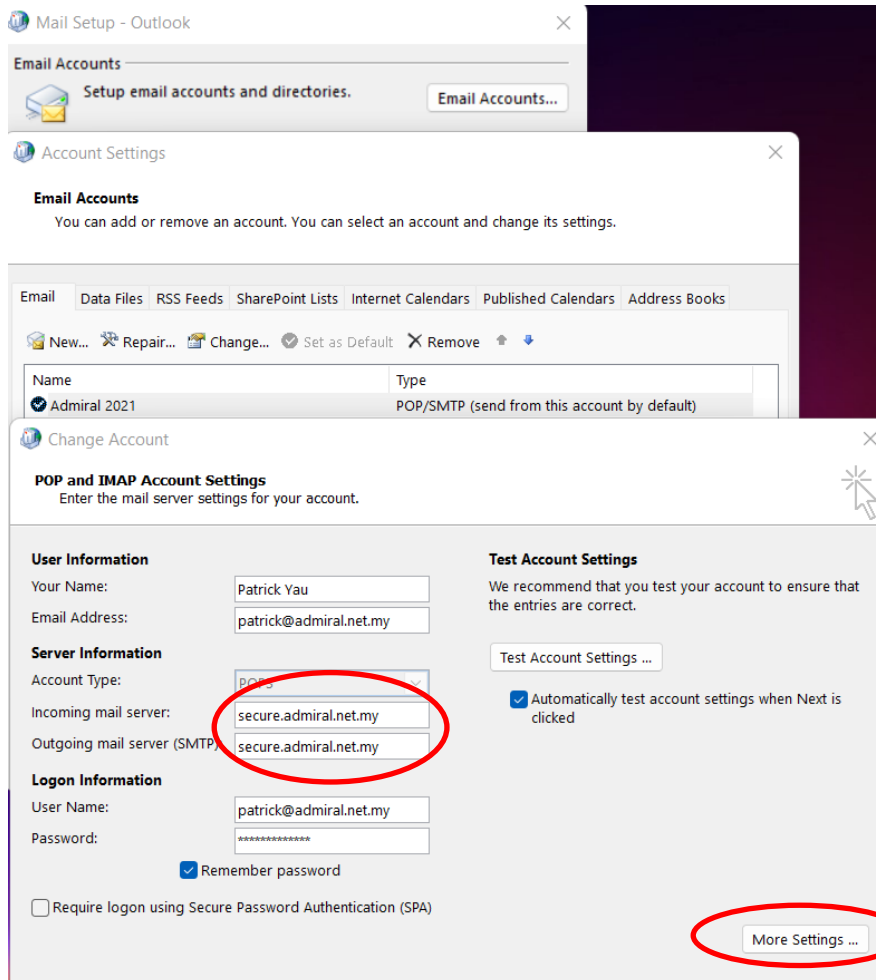 Mail Setup - Outlook
Email Accounts
Setup email accounts and directories.
Email Accounts...
Account Settings
Email Accounts
You can add or remove an account. You can select an account and change its settings.
Email Data Files RSS Feeds SharePoint Lists Internet Calendars Published Calendars Address Books
New... Repair... Change... Set as Default Remove
Name Type
Admiral 2021 POP/SMTP (send from this account by default)
Change Account
POP and IMAP Account Settings
Enter the mail server settings for your account.
User Information
Your Name: Patrick Yau
Email Address: patrick@admiral.net.my
Server Information
Account Type: POP3
Incoming mail server: secure.admiral.net.my
Outgoing mail server (SMTP) secure.admiral.net.my
Logon Information
User Name: patrick@admiral.net.my
Password: *************
Remember password
Require logon using Secure Password Authentication (SPA)
Test Account Settings
We recommend that you test your account to ensure that
the entries are correct.
Test Account Settings ...
Automatically test account settings when Next is
clicked
More Settings ...